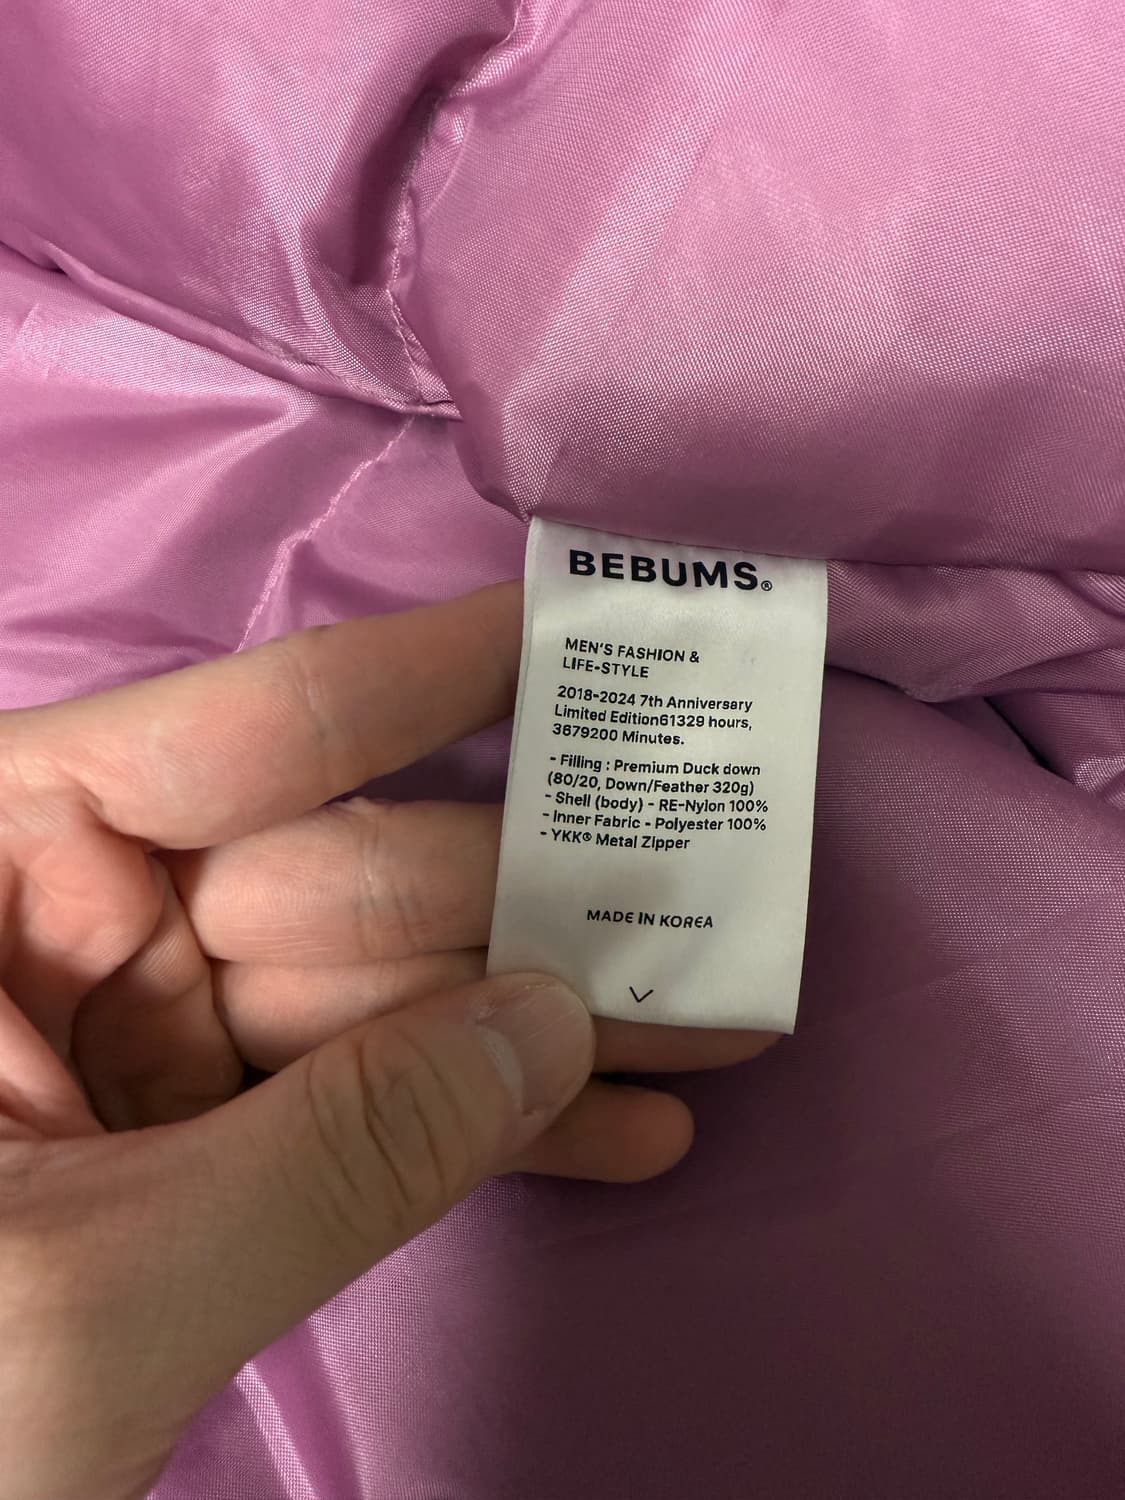 BEBUMS®
MEN'S FASHION &
LIFE-STYLE
2018-2024 7th Anniversary
Limited Edition61329 hours,
3679200 Minutes.
- Filling : Premium Duck down
(80/20, Down/Feather 320g)
- Shell (body) - RE-Nylon 100%
- Inner Fabric - Polyester 100%
- YKK® Metal Zipper
MADE IN KOREA